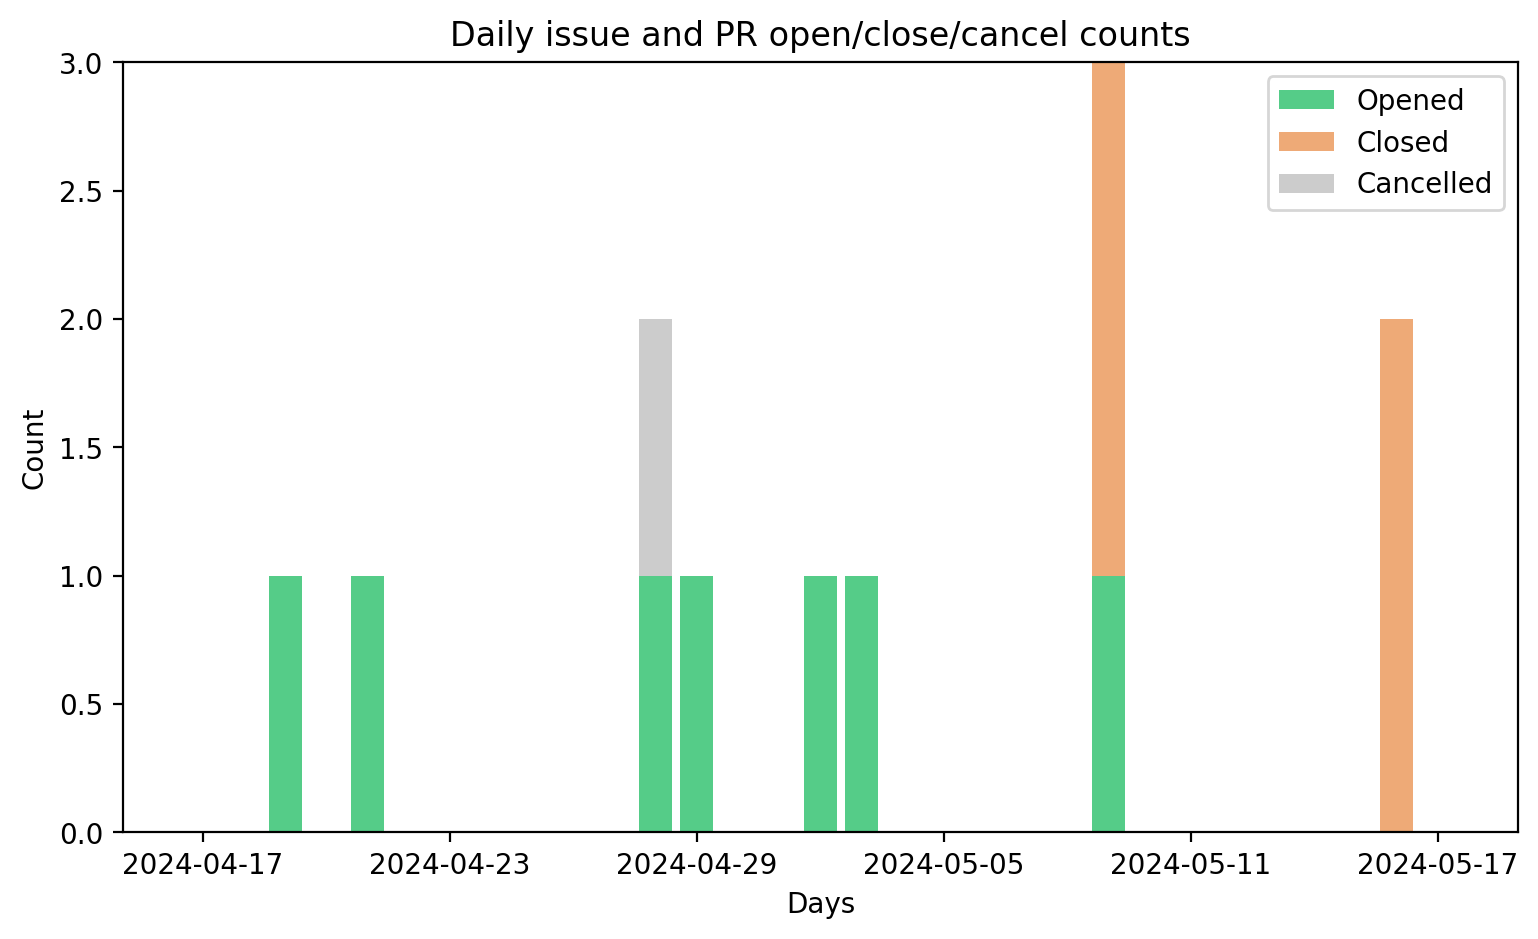 Daily issue and PR open/close/cancel counts
3.0
2.5
2.0
1.5
1.0
0.5
0.0
Count
Opened
Closed
Cancelled
2024-04-17 2024-04-23 2024-04-29 2024-05-05 2024-05-11 2024-05-17
Days